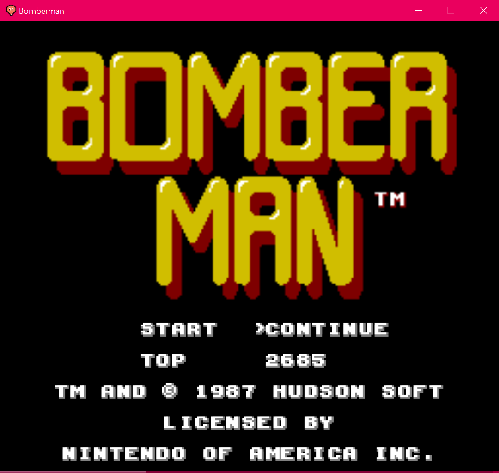 Bomberman
BOMBER
MAN ™
START >CONTINUE
TOP 2685
TM AND © 1987 HUDSON SOFT
LICENSED BY
NINTENDO OF AMERICA INC.